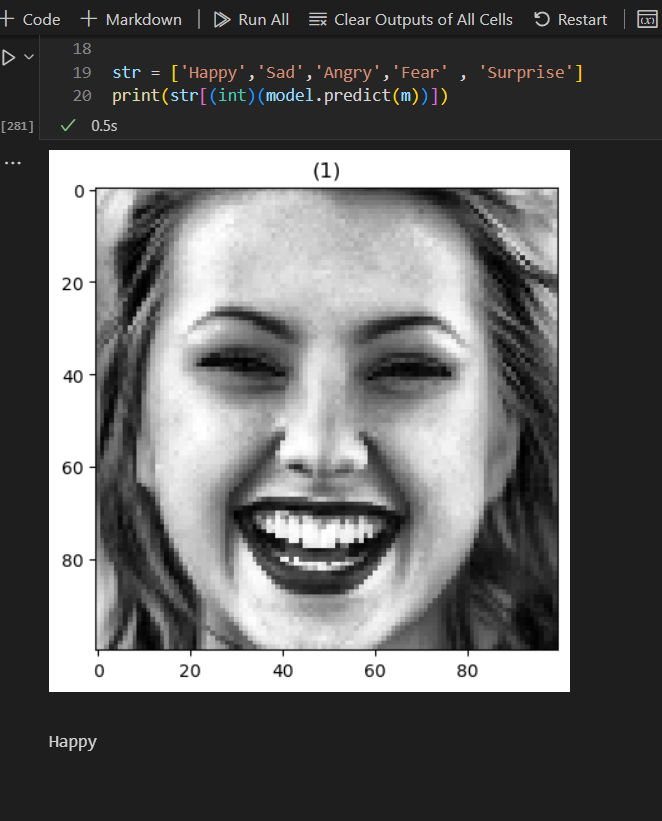 + Code + Markdown | Run All Clear Outputs of All Cells Restart | (x)
18
19 str = ['Happy','Sad','Angry','Fear' , 'Surprise']
20 print(str[(int)(model.predict(m))])
[281] ✓ 0.5s
...
(1)
0
20
40
60
80
0 20 40 60 80
Happy